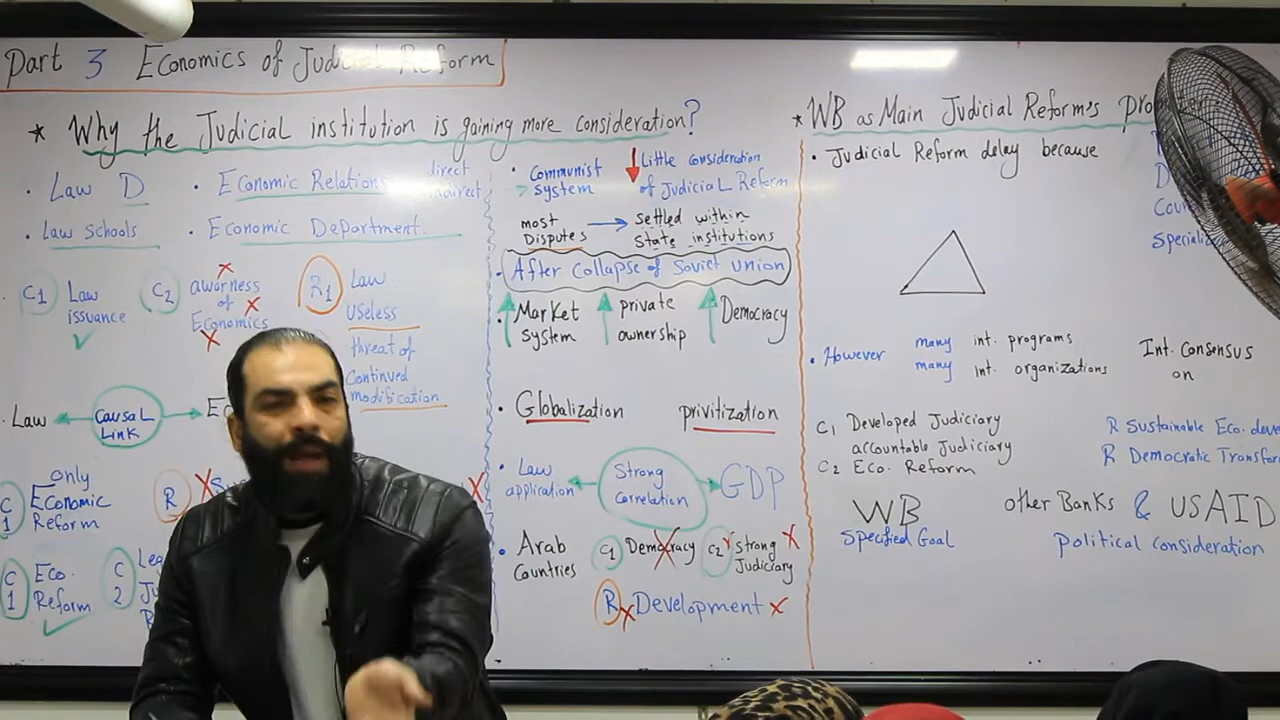 Part 3 Economics of Judicial Reform
* Why the Judicial institution is gaining more consideration?
• Law D
• Economic Relations direct indirect
• Law Schools
• Economic Department
C1 Law issuance ✓
C2 awarness of Economics
R1 Law useless
threat of continued modification
• Law
Causal Link
C1 only Economic Reform
R
C1 Eco. Reform ✓
C2
• Communist system
Little consideration of Judicial Reform
most Disputes → settled within state institutions
• After collapse of Soviet union
• Market system
private ownership
Democracy
• Globalization privitization
• Law application
Strong Correlation
GDP
• Arab Countries
C1 Democracy
C2 strong Judiciary
R Development
* WB as Main Judicial Reform's
• Judicial Reform delay because
• However
many int. programs
many int. organizations
Int. Consensus on
C1 Developed Judiciary
accountable Judiciary
C2 Eco. Reform
R Sustainable Eco.
R Democratic
WB
Specified Goal
other Banks & USAID
political consideration